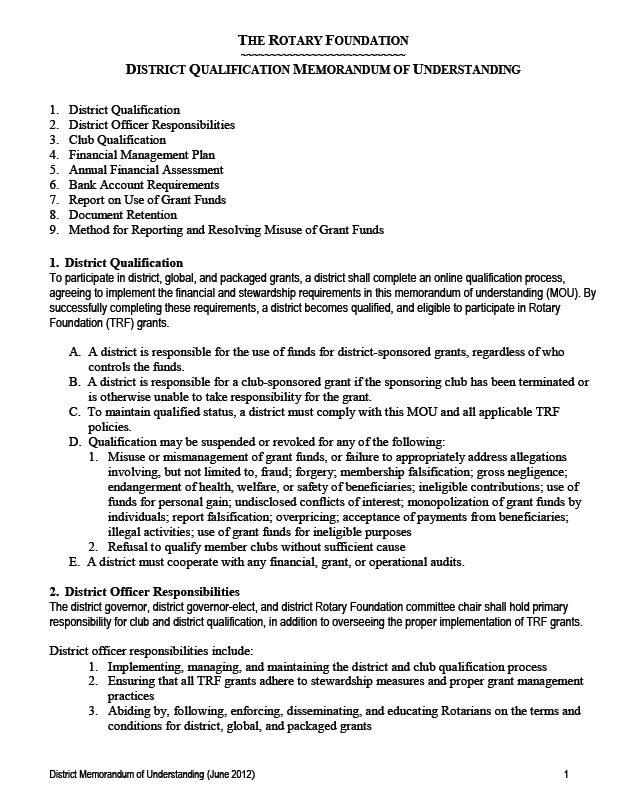 THE ROTARY FOUNDATION
~~~~~~~~~~~~~~~~~~~~~~~~~~~
DISTRICT QUALIFICATION MEMORANDUM OF UNDERSTANDING
1. District Qualification
2. District Officer Responsibilities
3. Club Qualification
4. Financial Management Plan
5. Annual Financial Assessment
6. Bank Account Requirements
7. Report on Use of Grant Funds
8. Document Retention
9. Method for Reporting and Resolving Misuse of Grant Funds
1. District Qualification
To participate in district, global, and packaged grants, a district shall complete an online qualification process,
agreeing to implement the financial and stewardship requirements in this memorandum of understanding (MOU). By
successfully completing these requirements, a district becomes qualified, and eligible to participate in Rotary
Foundation (TRF) grants.
A. A district is responsible for the use of funds for district-sponsored grants, regardless of who
controls the funds.
B. A district is responsible for a club-sponsored grant if the sponsoring club has been terminated or
is otherwise unable to take responsibility for the grant.
C. To maintain qualified status, a district must comply with this MOU and all applicable TRF
policies.
D. Qualification may be suspended or revoked for any of the following:
1. Misuse or mismanagement of grant funds, or failure to appropriately address allegations
involving, but not limited to, fraud; forgery; membership falsification; gross negligence;
endangerment of health, welfare, or safety of beneficiaries; ineligible contributions; use of
funds for personal gain; undisclosed conflicts of interest; monopolization of grant funds by
individuals; report falsification; overpricing; acceptance of payments from beneficiaries;
illegal activities; use of grant funds for ineligible purposes
2. Refusal to qualify member clubs without sufficient cause
E. A district must cooperate with any financial, grant, or operational audits.
2. District Officer Responsibilities
The district governor, district governor-elect, and district Rotary Foundation committee chair shall hold primary
responsibility for club and district qualification, in addition to overseeing the proper implementation of TRF grants.
District officer responsibilities include:
1. Implementing, managing, and maintaining the district and club qualification process
2. Ensuring that all TRF grants adhere to stewardship measures and proper grant management
practices
3. Abiding by, following, enforcing, disseminating, and educating Rotarians on the terms and
conditions for district, global, and packaged grants
District Memorandum of Understanding (June 2012) 1